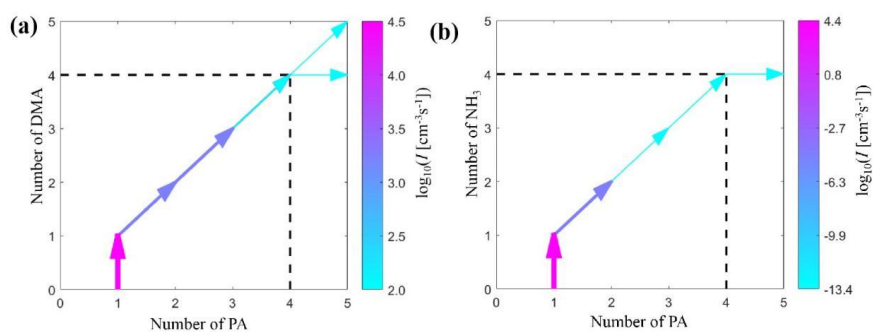 (a)
Number of DMA
5
4
3
2
1
0
0 1 2 3 4 5
Number of PA
4.5
4.0
3.5
3.0
2.5
2.0
log₁₀(I [cm⁻³s⁻¹])
(b)
Number of NH₃
5
4
3
2
1
0
0 1 2 3 4 5
Number of PA
4.4
0.8
-2.7
-6.3
-9.9
-13.4
log₁₀(I [cm⁻³s⁻¹])